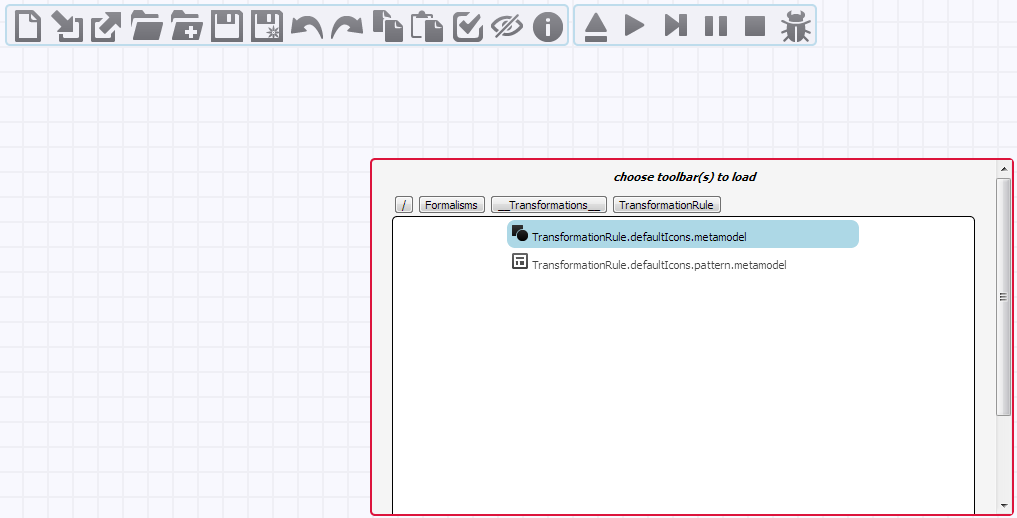 choose toolbar(s) to load
/ Formalisms __Transformations__ TransformationRule
TransformationRule.defaultIcons.metamodel
TransformationRule.defaultIcons.pattern.metamodel